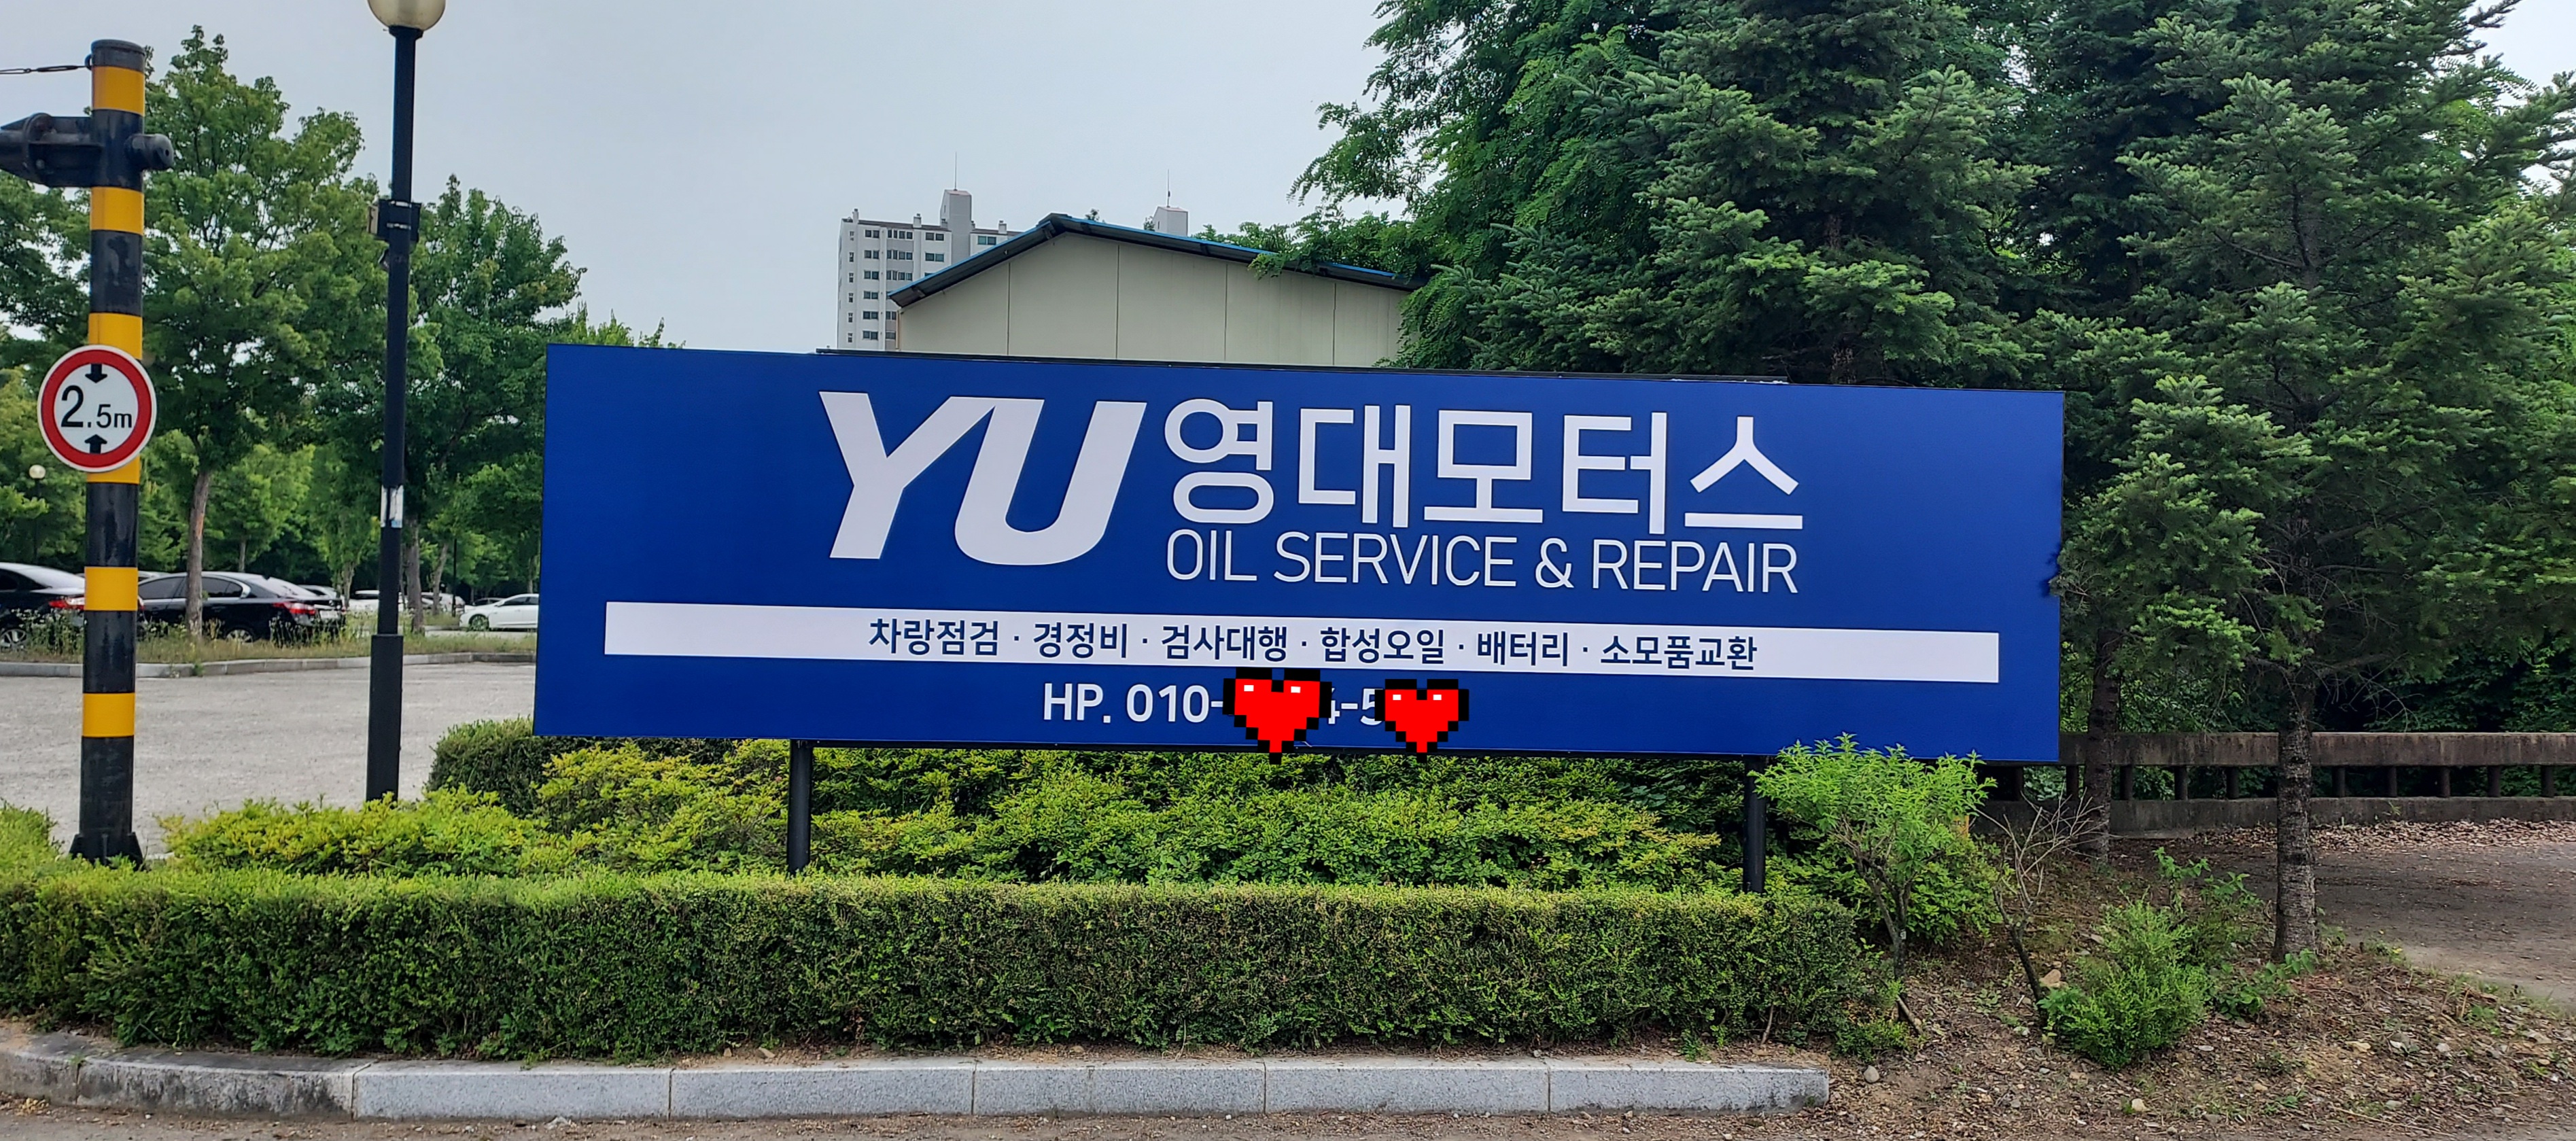 2.5m
YU 영대모터스
OIL SERVICE & REPAIR
차량점검 · 경정비 · 검사대행 · 합성오일 · 배터리 · 소모품교환
HP. 010-